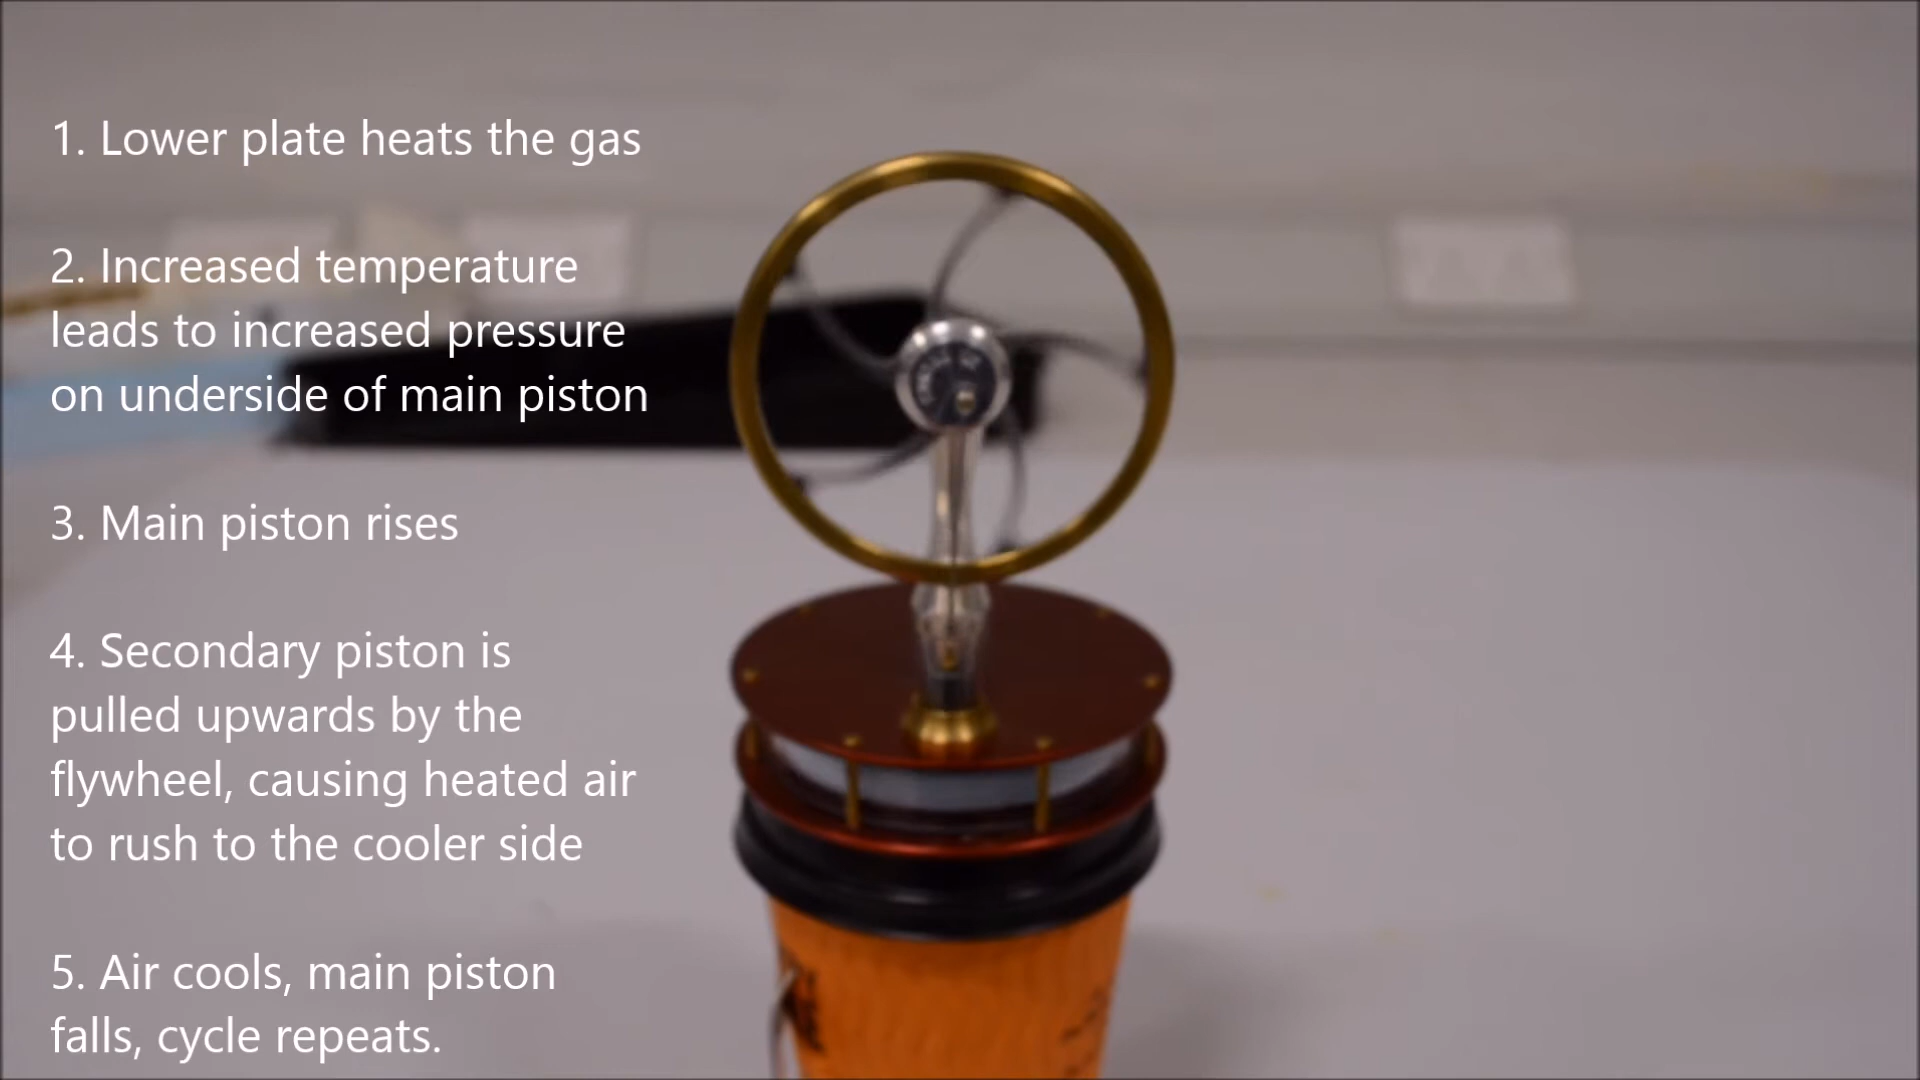 1. Lower plate heats the gas
2. Increased temperature
leads to increased pressure
on underside of main piston
3. Main piston rises
4. Secondary piston is
pulled upwards by the
flywheel, causing heated air
to rush to the cooler side
5. Air cools, main piston
falls, cycle repeats.